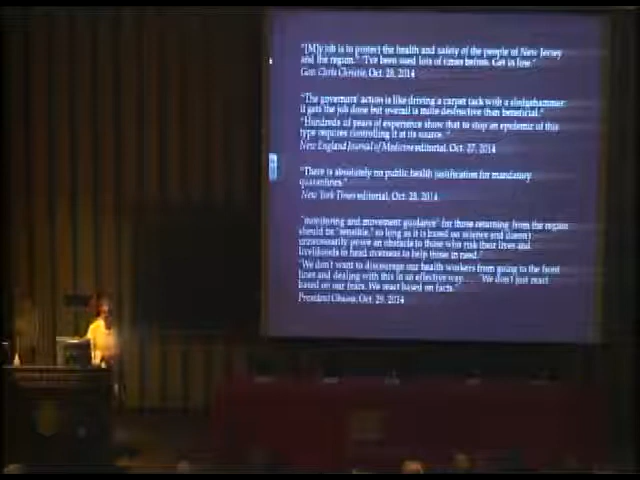 "[M]y job is to protect the health and safety of the people of New Jersey
and the region." "I've been sued lots of times before. Get in line."
Gov. Chris Christie, Oct. 28, 2014
"The governors' action is like driving a carpet tack with a sledgehammer:
it gets the job done but overall is more destructive than beneficial."
"Hundreds of years of experience show that to stop an epidemic of this
type requires controlling it at its source."
New England Journal of Medicine editorial, Oct. 27, 2014
"There is absolutely no public health justification for mandatory
quarantines."
New York Times editorial, Oct. 28, 2014
"monitoring and movement guidance" for those returning from the region
should be "sensible," so long as it is based on science and doesn't
unnecessarily prove an obstacle to those who risk their lives and
livelihoods to head overseas to help those in need."
"We don't want to discourage our health workers from going to the front
lines and dealing with this in an effective way.... "We don't just react
based on our fears. We react based on facts."
President Obama, Oct. 29, 2014